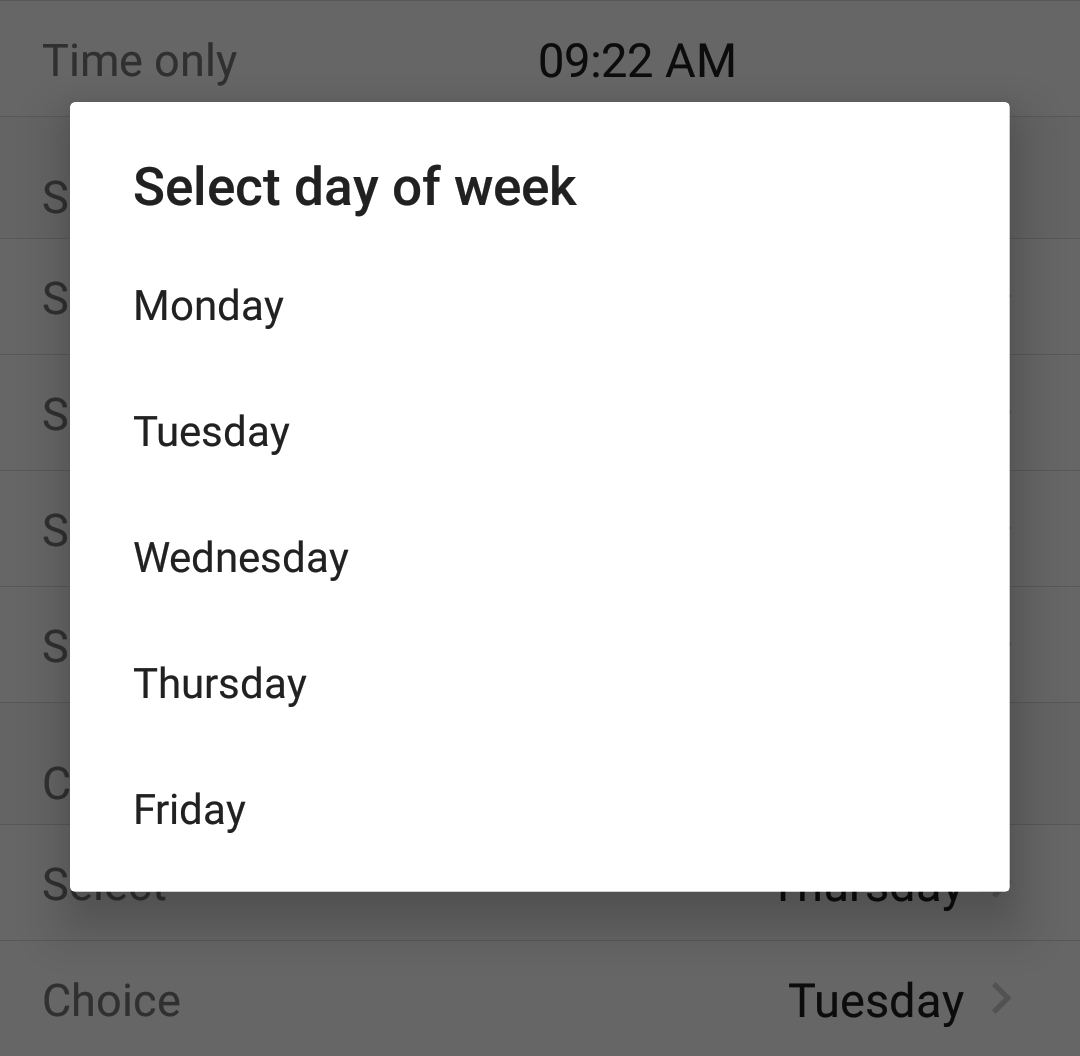 Time only 09:22 AM
Select day of week
Monday
Tuesday
Wednesday
Thursday
Friday
Select Thursday
Choice Tuesday